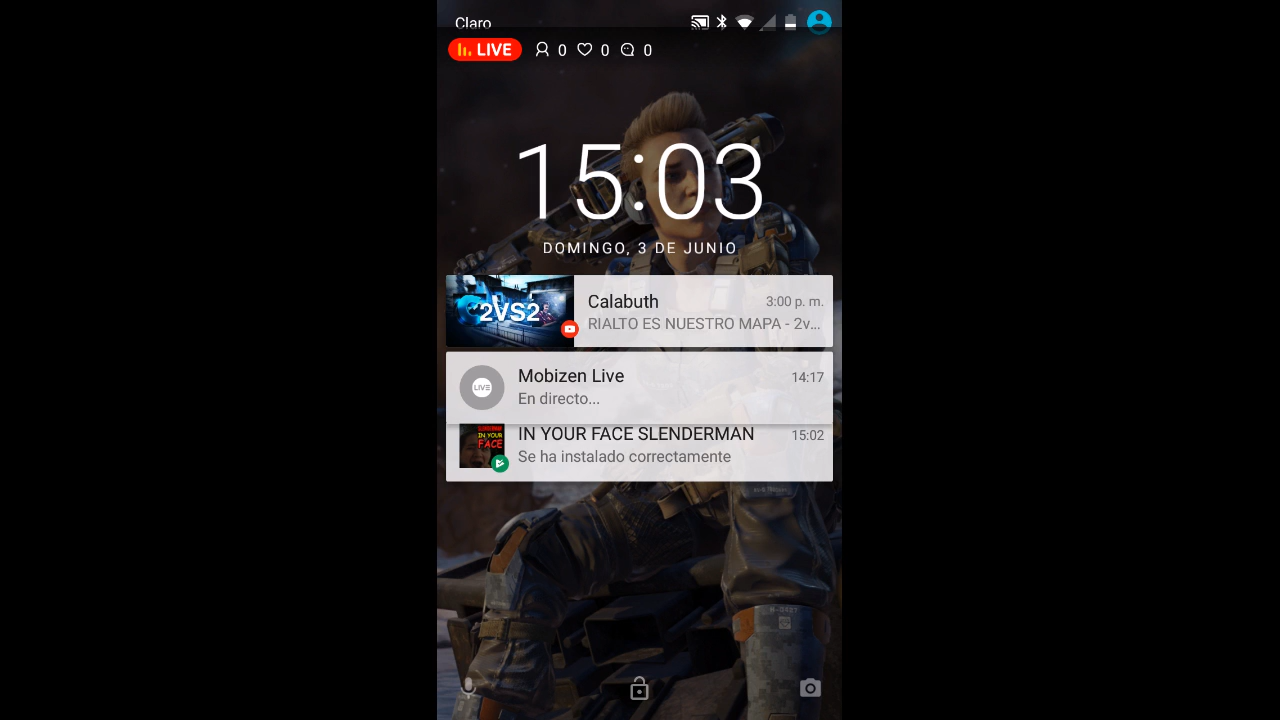 Claro
LIVE 0 0 0
15:03
DOMINGO, 3 DE JUNIO
2VS2
Calabuth 3:00 p. m.
RIALTO ES NUESTRO MAPA - 2v...
LIVE
Mobizen Live 14:17
En directo...
IN YOUR
FACE
IN YOUR FACE SLENDERMAN 15:02
Se ha instalado correctamente